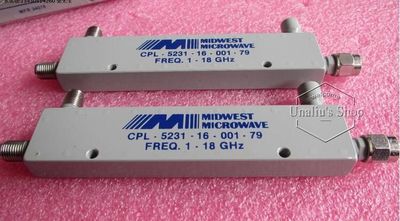 MIDWEST
MICROWAVE
CPL - 5231 - 16 - 001 - 79
FREQ. 1 - 18 GHz
MIDWEST
MICROWAVE
CPL - 5231 - 16 - 001 - 79
FREQ. 1 - 18 GHz
Unaliu's Shop